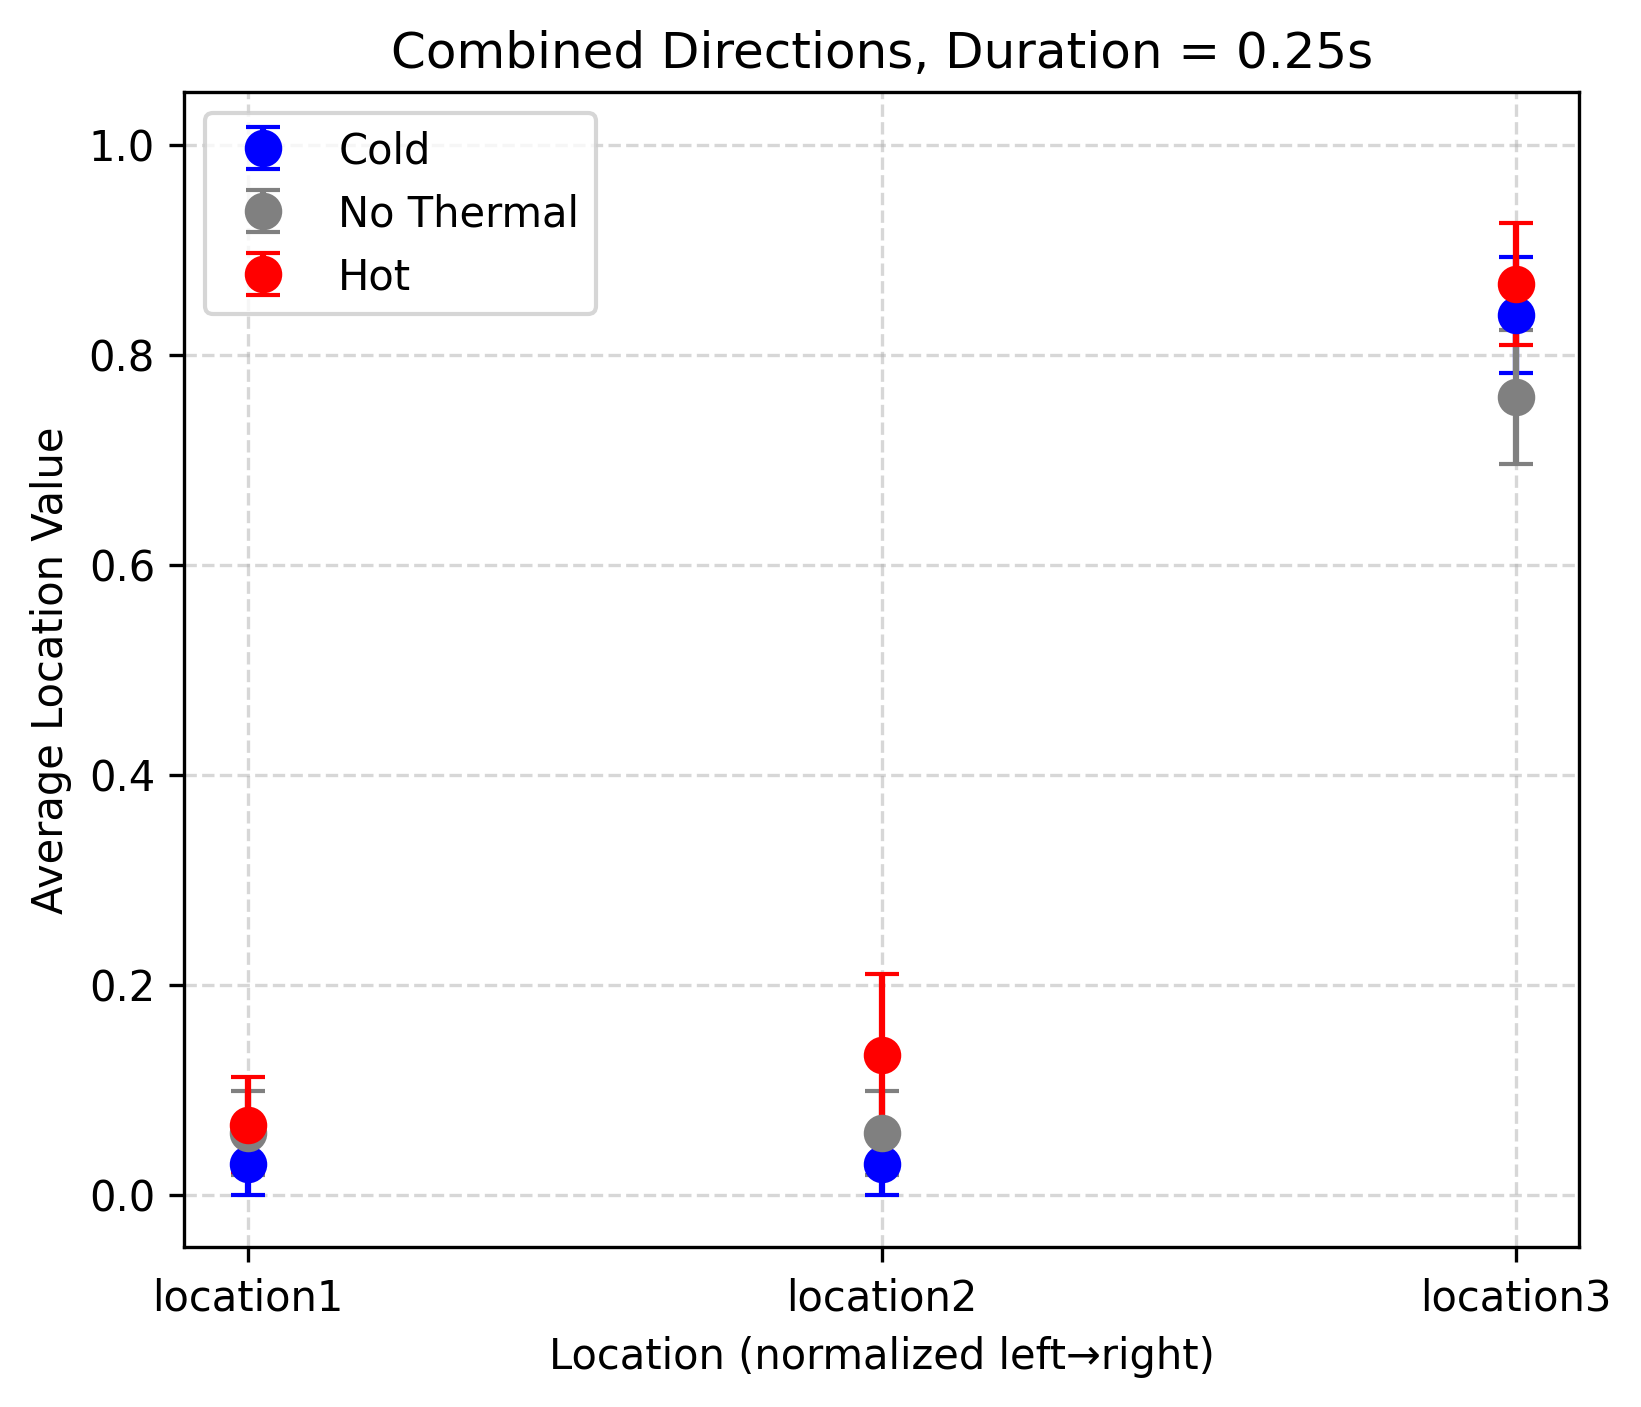 Combined Directions, Duration = 0.25s
Cold
No Thermal
Hot
1.0
0.8
0.6
0.4
0.2
0.0
Average Location Value
location1
location2
location3
Location (normalized left→right)